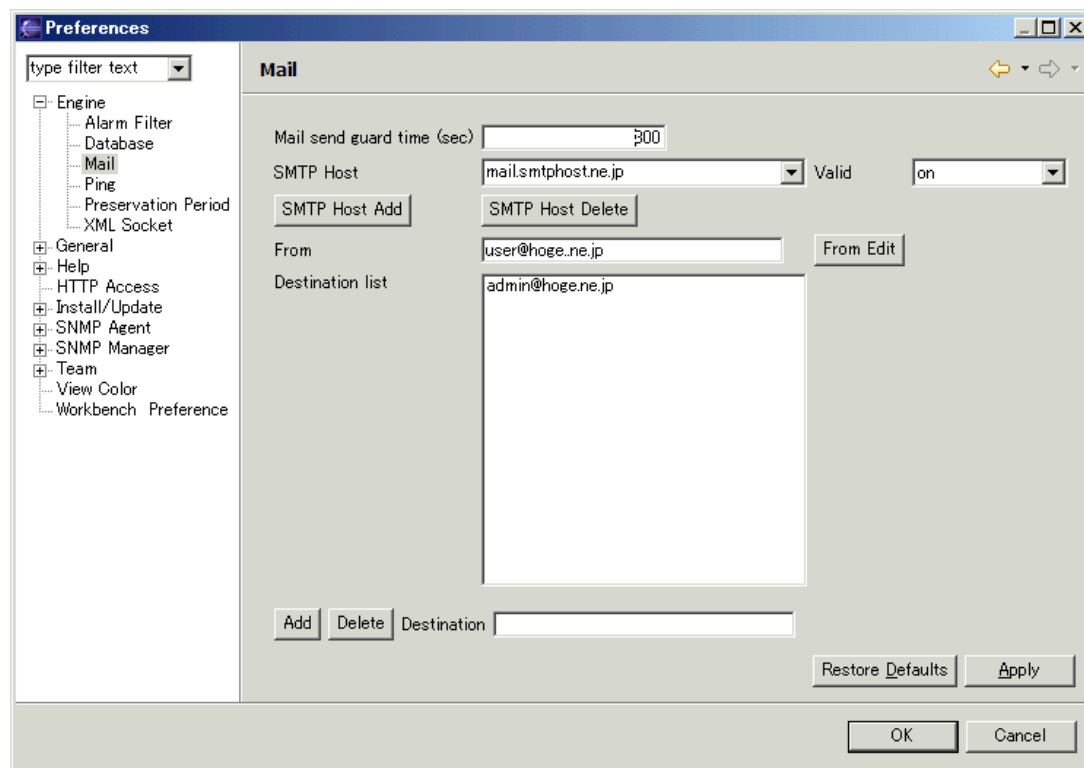 Preferences
type filter text
Engine
Alarm Filter
Database
Mail
Ping
Preservation Period
XML Socket
General
Help
HTTP Access
Install/Update
SNMP Agent
SNMP Manager
Team
View Color
Workbench Preference
Mail
Mail send guard time (sec) 300
SMTP Host mail.smtphost.ne.jp Valid on
SMTP Host Add SMTP Host Delete
From user@hoge..ne.jp From Edit
Destination list admin@hoge.ne.jp
Add Delete Destination
Restore Defaults Apply
OK Cancel